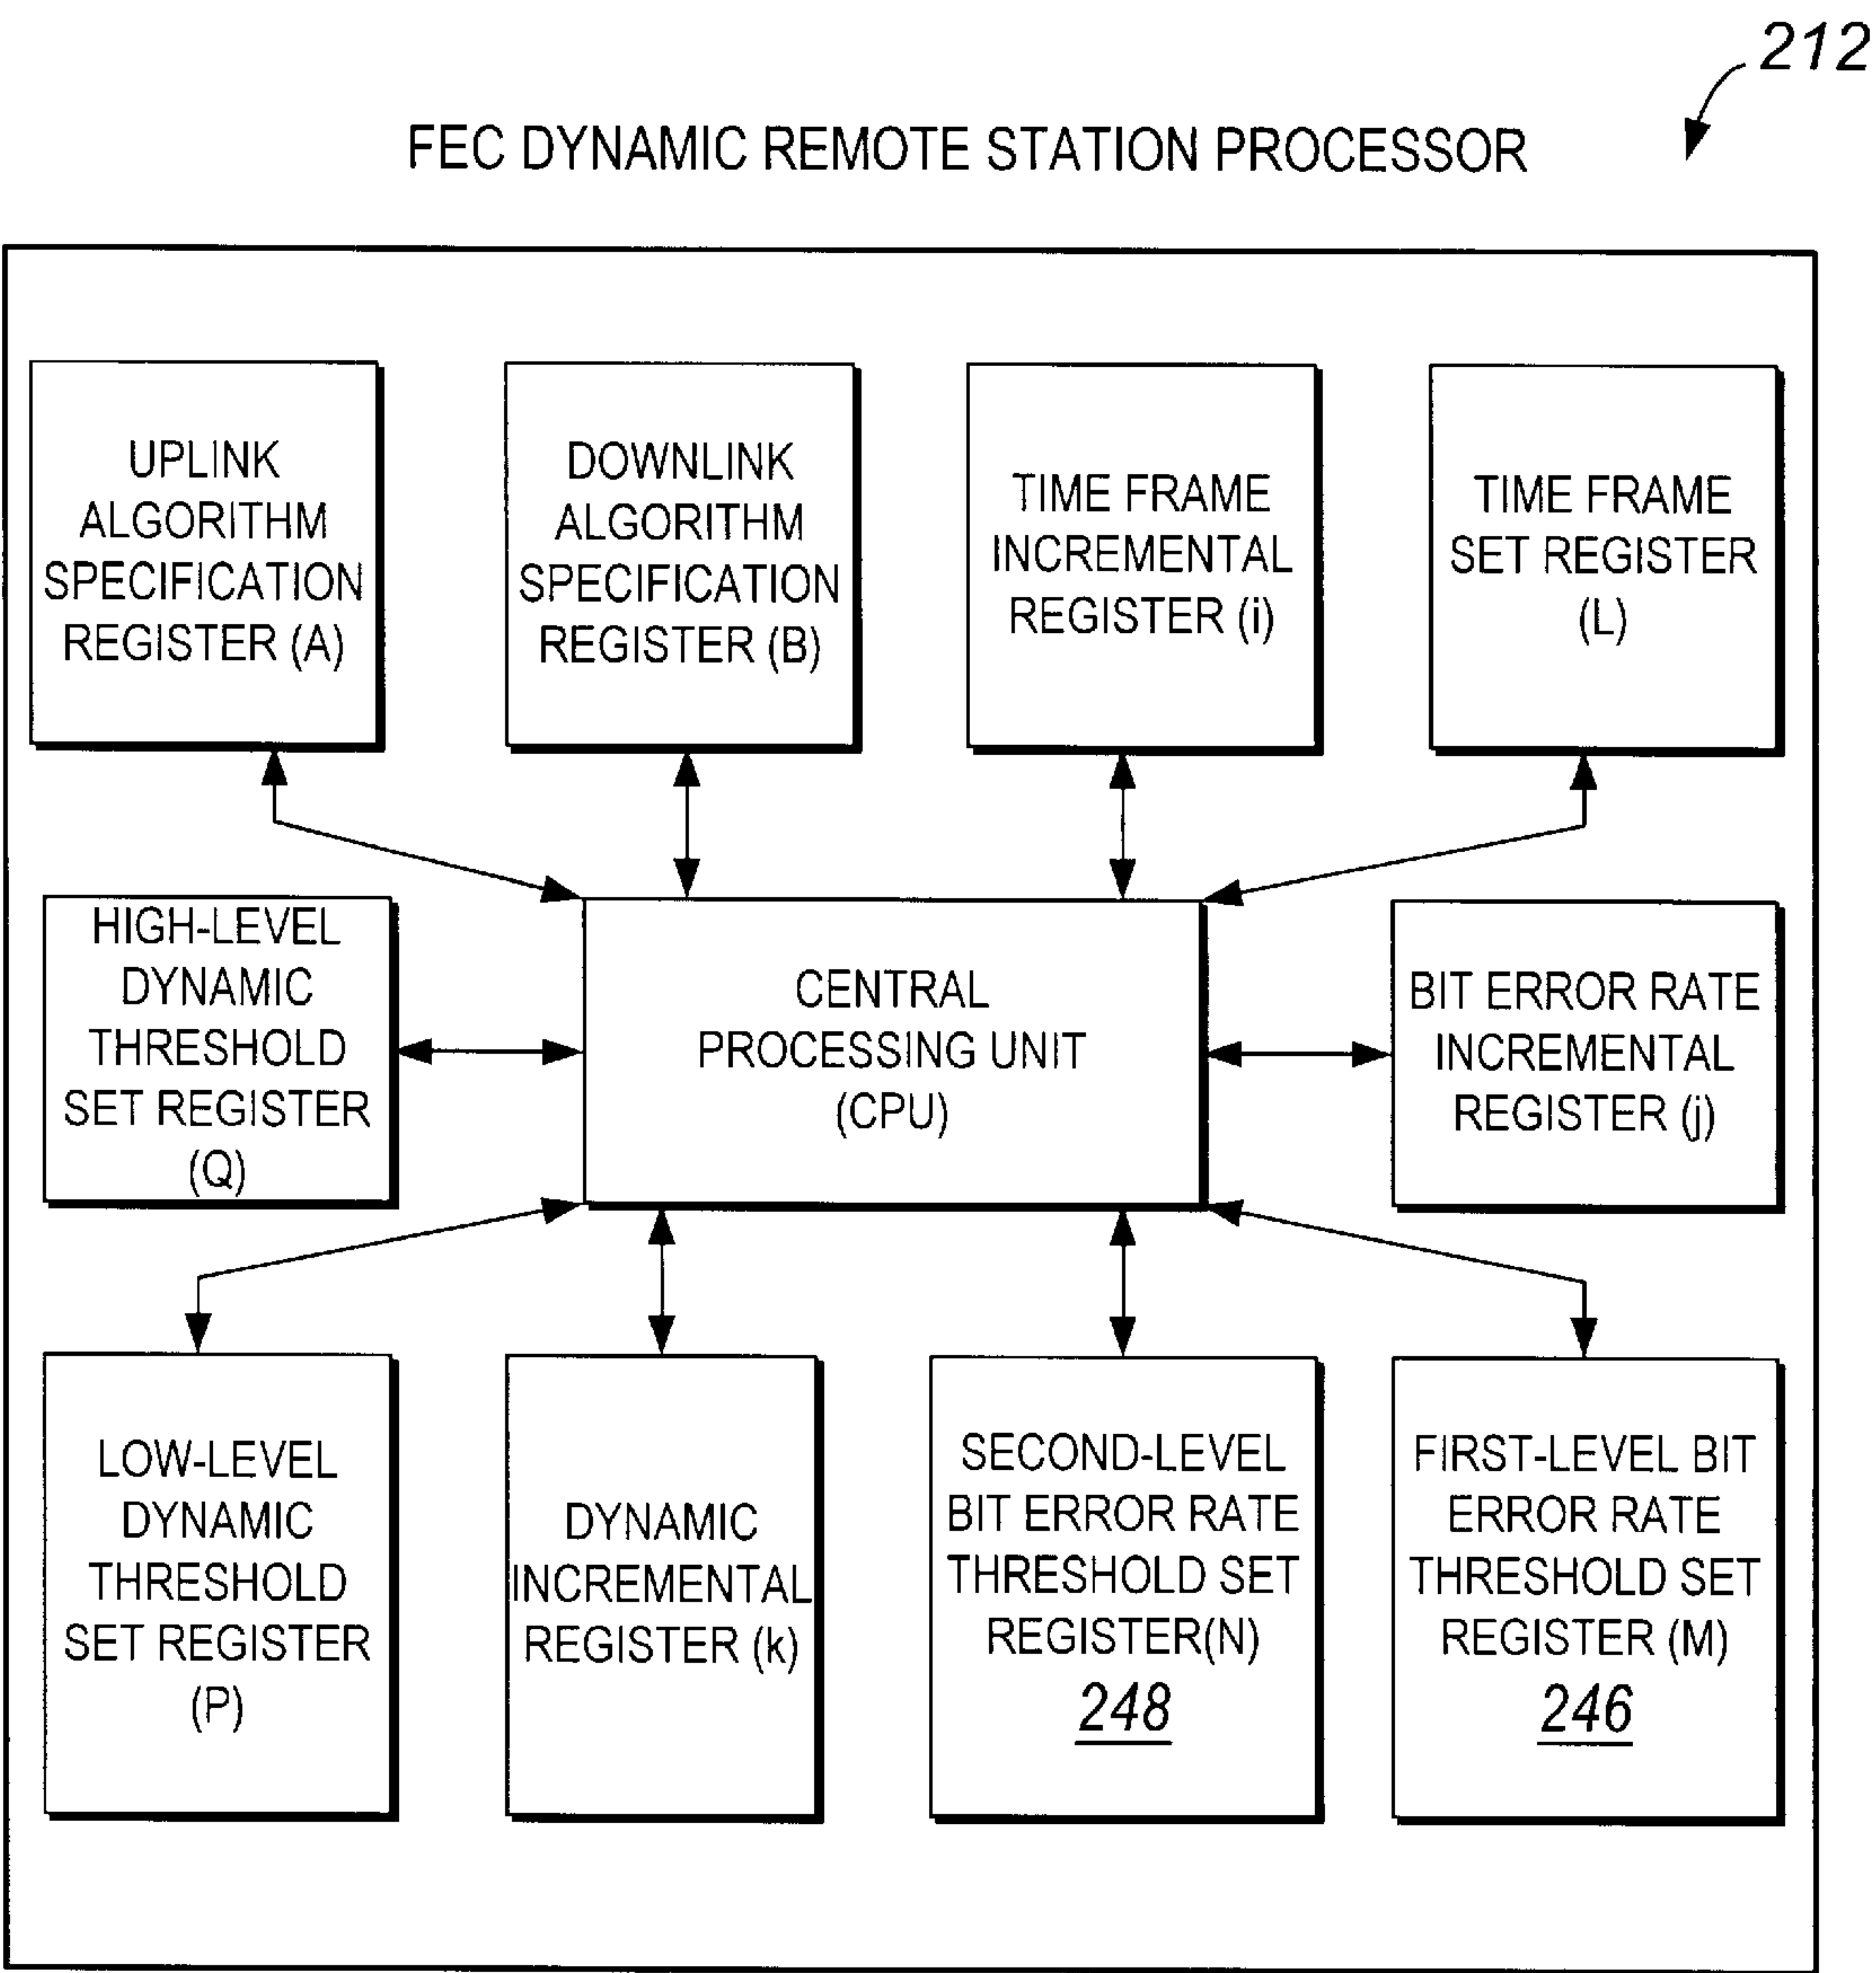 212
FEC DYNAMIC REMOTE STATION PROCESSOR
UPLINK
ALGORITHM
SPECIFICATION
REGISTER (A)
DOWNLINK
ALGORITHM
SPECIFICATION
REGISTER (B)
TIME FRAME
INCREMENTAL
REGISTER (i)
TIME FRAME
SET REGISTER
(L)
HIGH-LEVEL
DYNAMIC
THRESHOLD
SET REGISTER
(Q)
CENTRAL
PROCESSING UNIT
(CPU)
BIT ERROR RATE
INCREMENTAL
REGISTER (j)
LOW-LEVEL
DYNAMIC
THRESHOLD
SET REGISTER
(P)
DYNAMIC
INCREMENTAL
REGISTER (k)
SECOND-LEVEL
BIT ERROR RATE
THRESHOLD SET
REGISTER(N)
248
FIRST-LEVEL BIT
ERROR RATE
THRESHOLD SET
REGISTER (M)
246